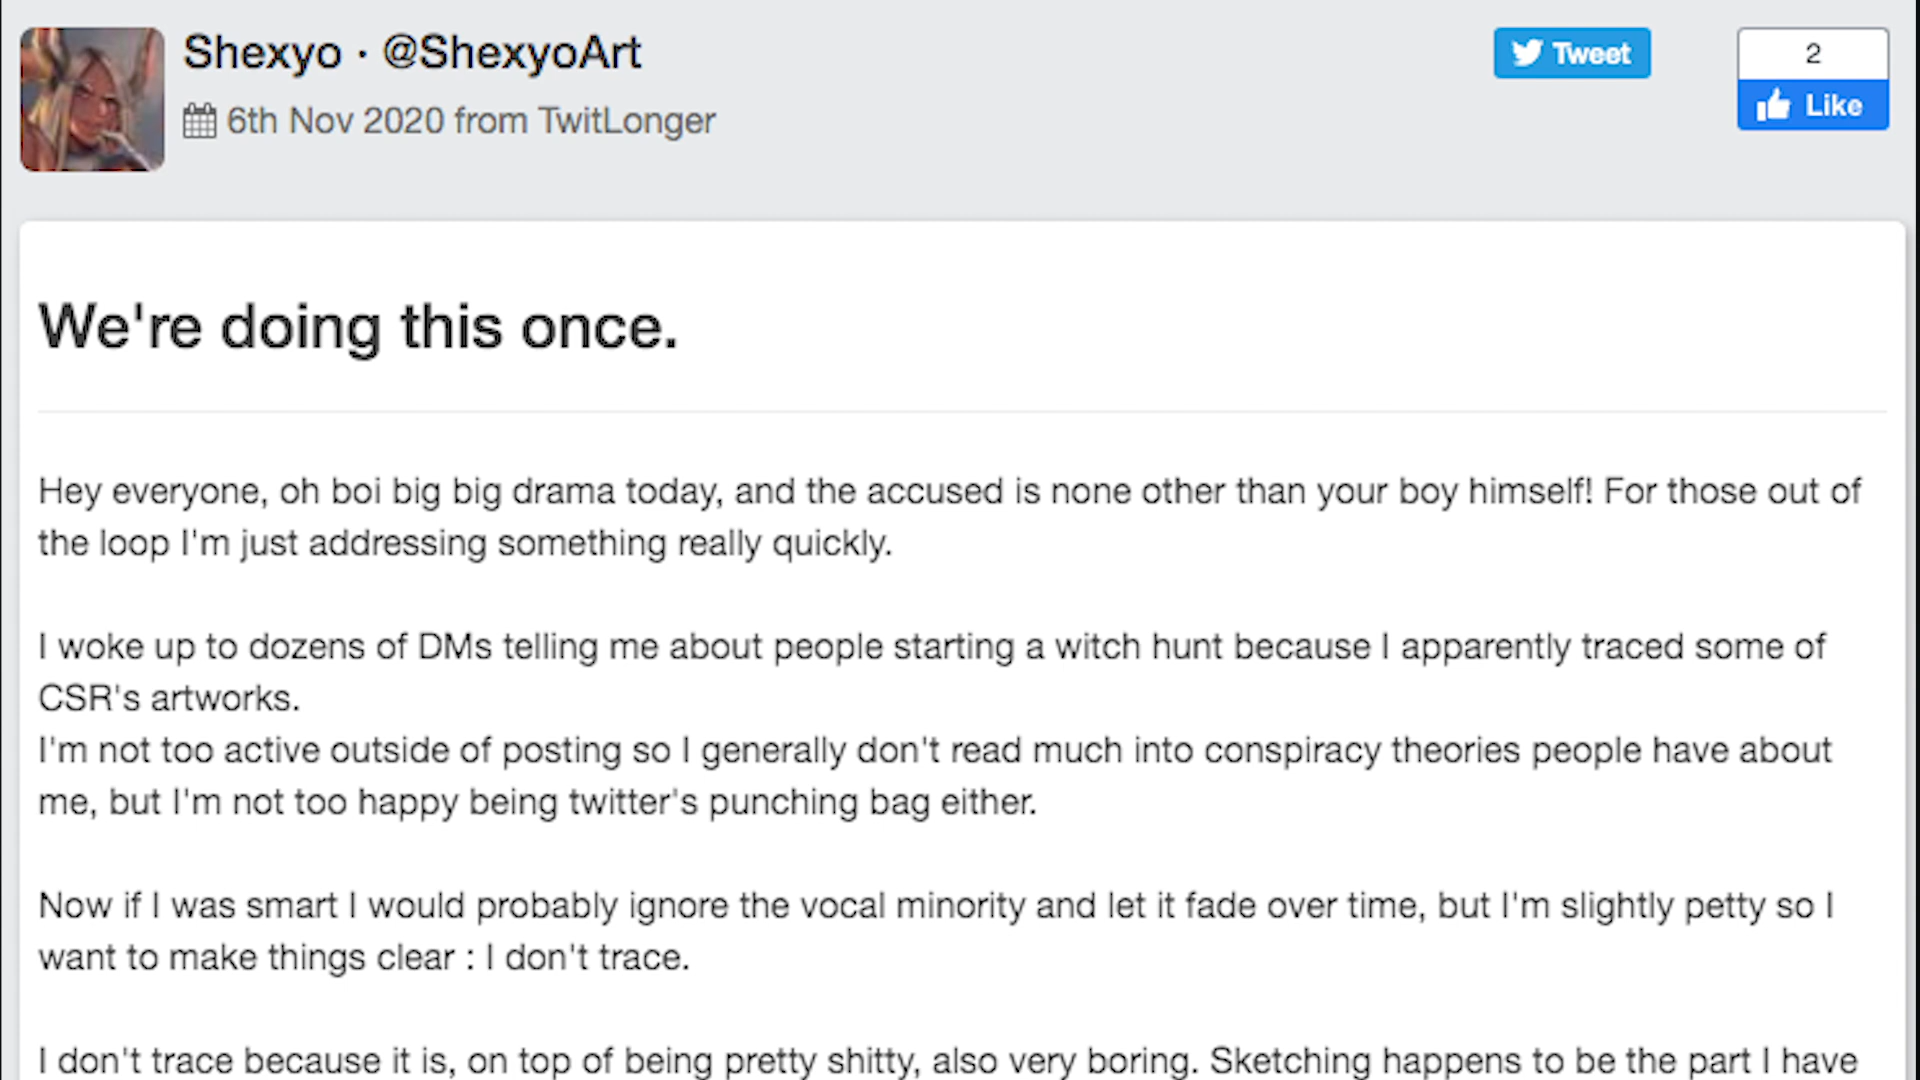 Shexyo · @ShexyoArt
6th Nov 2020 from TwitLonger
Tweet
2
Like
We're doing this once.
Hey everyone, oh boi big big drama today, and the accused is none other than your boy himself! For those out of
the loop I'm just addressing something really quickly.
I woke up to dozens of DMs telling me about people starting a witch hunt because I apparently traced some of
CSR's artworks.
I'm not too active outside of posting so I generally don't read much into conspiracy theories people have about
me, but I'm not too happy being twitter's punching bag either.
Now if I was smart I would probably ignore the vocal minority and let it fade over time, but I'm slightly petty so I
want to make things clear : I don't trace.
I don't trace because it is, on top of being pretty shitty, also very boring. Sketching happens to be the part I have